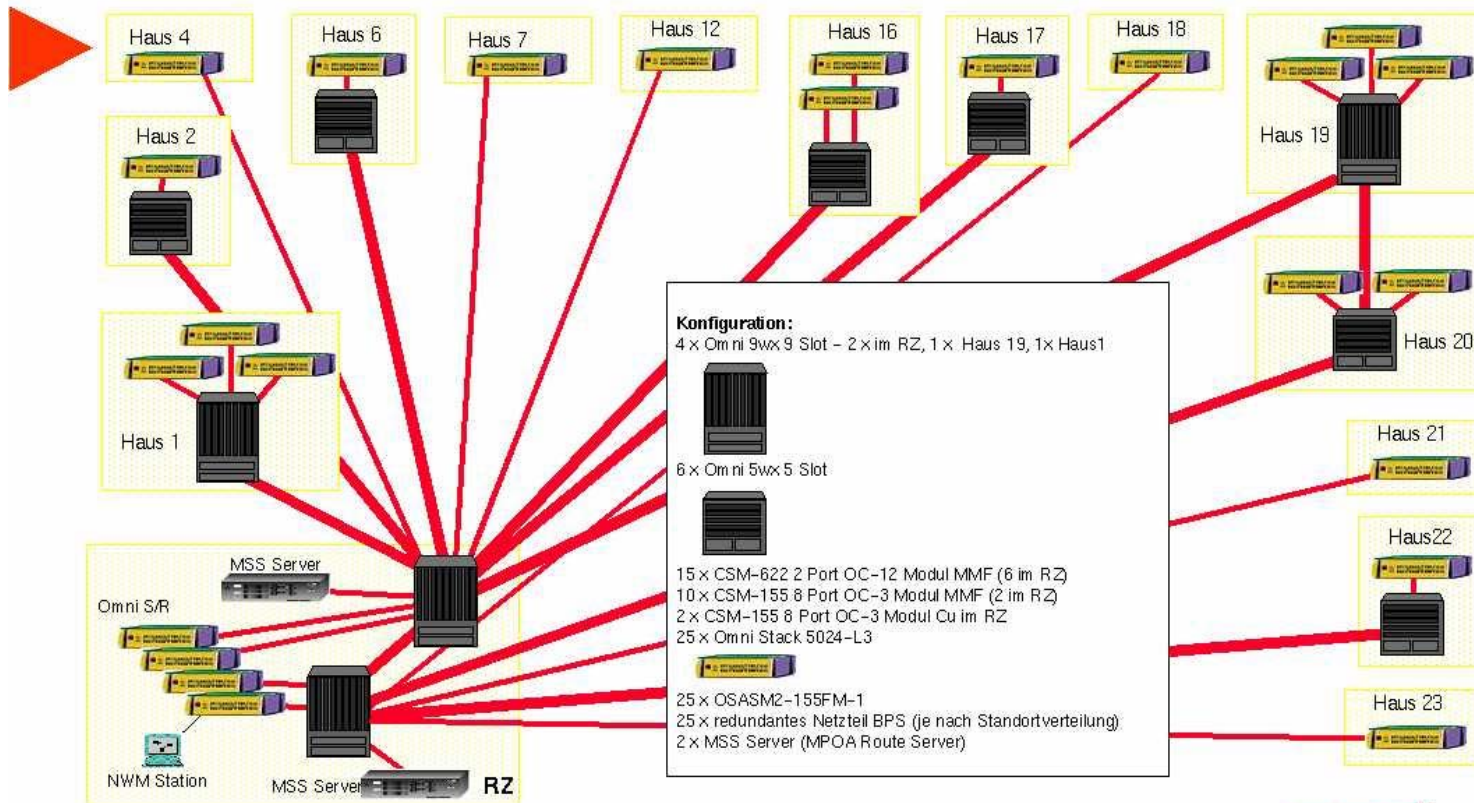 Haus 4
Haus 6
Haus 7
Haus 12
Haus 16
Haus 17
Haus 18
Haus 19
Haus 2
Haus 20
Haus 1
Haus 21
Haus22
Haus 23
Konfiguration:
4 x Omni 9wx 9 Slot - 2 x im RZ, 1 x Haus 19, 1x Haus1
6 x Omni 5wx 5 Slot
15 x CSM-622 2 Port OC-12 Modul MMF (6 im RZ)
10 x CSM-155 8 Port OC-3 Modul MMF (2 im RZ)
2 x CSM-155 8 Port OC-3 Modul Cu im RZ
25 x Omni Stack 5024-L3
25 x OSASM2-155FM-1
25 x redundantes Netzteil BPS (je nach Standortverteilung)
2 x MSS Server (MPOA Route Server)
MSS Server
Omni S/R
NWM Station
MSS Server
RZ